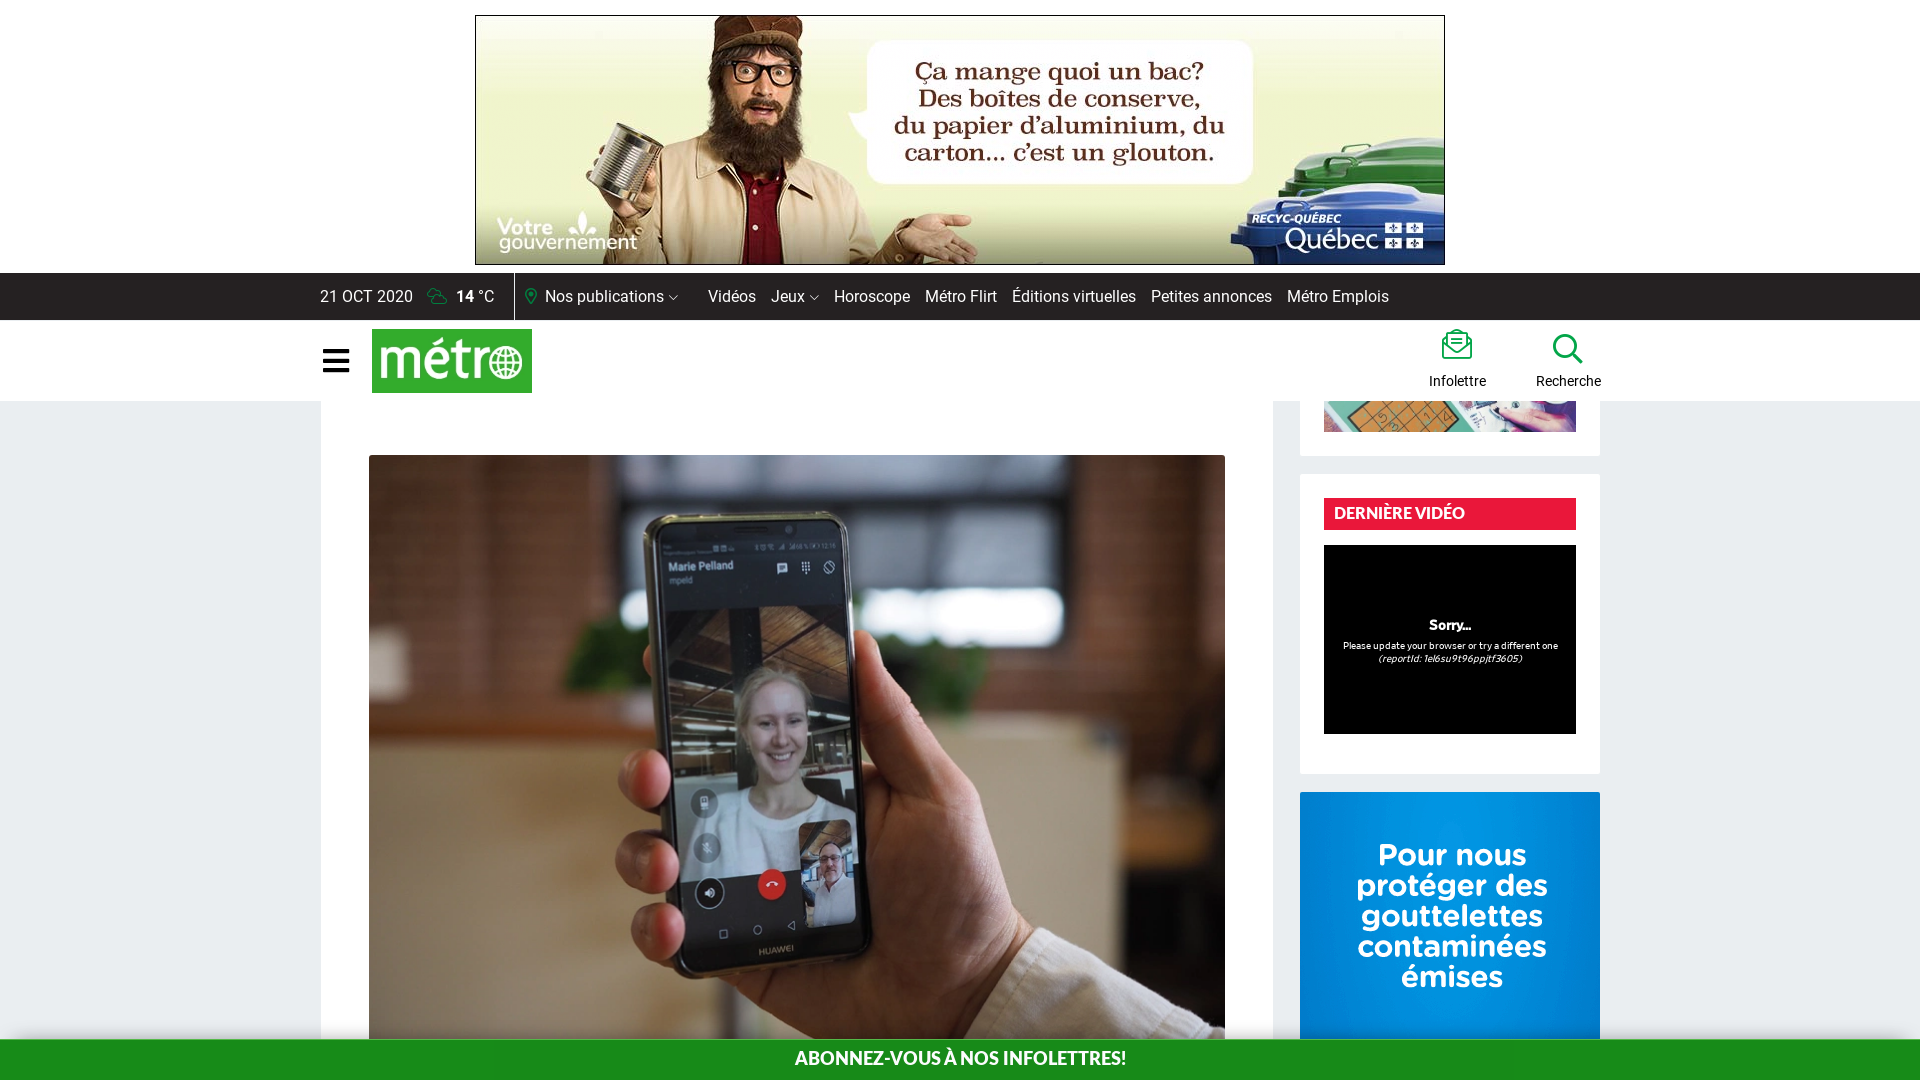 Ça mange quoi un bac?
Des boîtes de conserve,
du papier d'aluminium, du
carton... c'est un glouton.
Votre
gouvernement
RECYC-QUÉBEC
Québec
21 OCT 2020 14 °C Nos publications Vidéos Jeux Horoscope Métro Flirt Éditions virtuelles Petites annonces Métro Emplois
métro
Infolettre
Recherche
DERNIÈRE VIDÉO
Sorry...
Please update your browser or try a different one
(reportId: 1el6su9t96ppjtf3605)
Marie Pelland
mpeld
HUAWEI
Pour nous
protéger des
gouttelettes
contaminées
émises
ABONNEZ-VOUS À NOS INFOLETTRES!